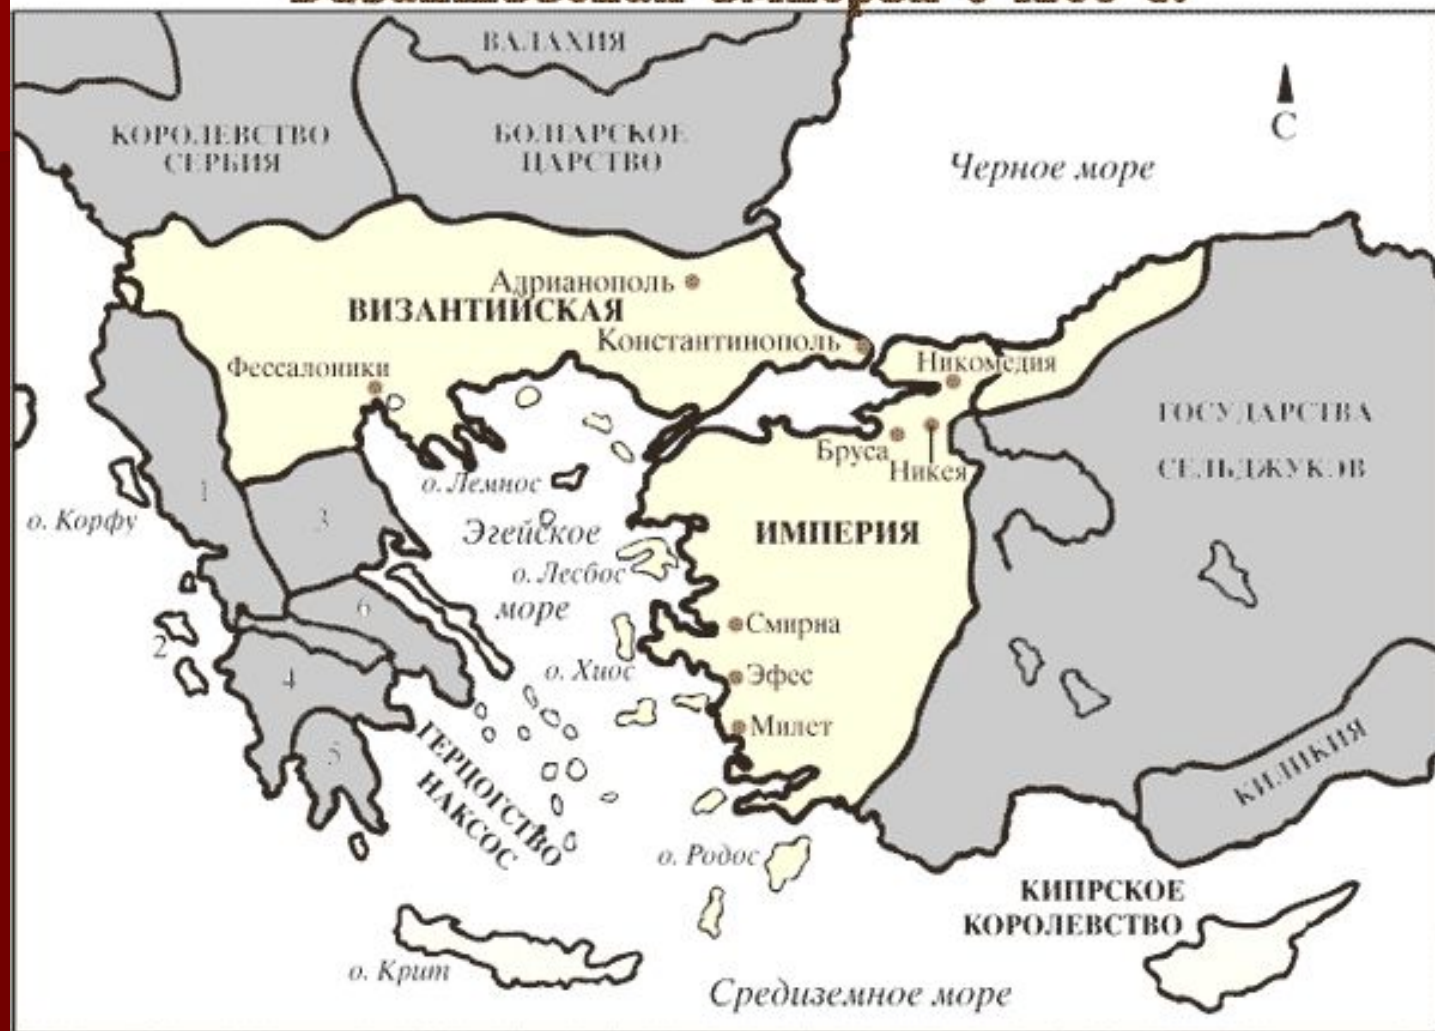 ВАЛАХИЯ
КОРОЛЕВСТВО
СЕРБИЯ
БОЛГАРСКОЕ
ЦАРСТВО
С
Черное море
Адрианополь
ВИЗАНТИЙСКАЯ
Константинополь
Фессалоники
Никомедия
ГОСУДАРСТВА
СЕЛЬДЖУКОВ
Бруса
Никея
о. Лемнос
о. Корфу
1
3
Эгейское
ИМПЕРИЯ
о. Лесбос
море
6
Смирна
2
о. Хиос
Эфес
4
Милет
5
ГЕРЦОГСТВО
НАКСОС
КИЛИКИЯ
о. Родос
КИПРСКОЕ
КОРОЛЕВСТВО
о. Крит
Средиземное море